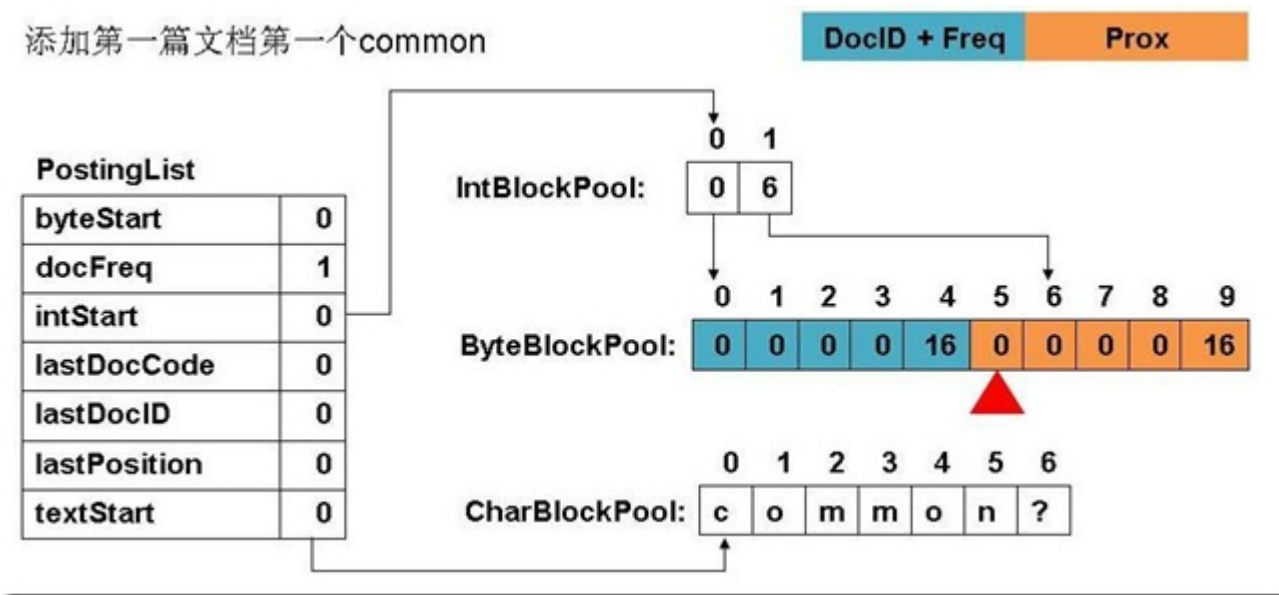 添加第一篇文档第一个common
DocID + Freq Prox
PostingList
byteStart 0
docFreq 1
intStart 0
lastDocCode 0
lastDocID 0
lastPosition 0
textStart 0
0 1
IntBlockPool: 0 6
0 1 2 3 4 5 6 7 8 9
ByteBlockPool: 0 0 0 0 16 0 0 0 0 16
0 1 2 3 4 5 6
CharBlockPool: c o m m o n ?